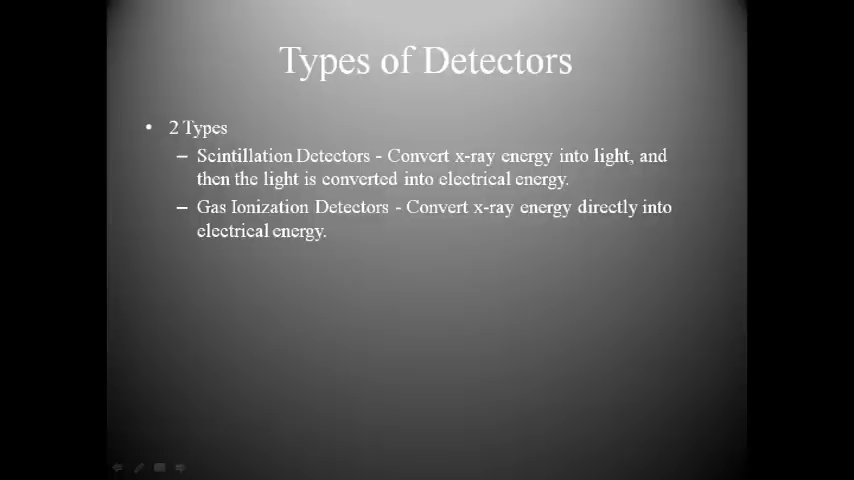 Types of Detectors
• 2 Types
– Scintillation Detectors - Convert x-ray energy into light, and
then the light is converted into electrical energy.
– Gas Ionization Detectors - Convert x-ray energy directly into
electrical energy.